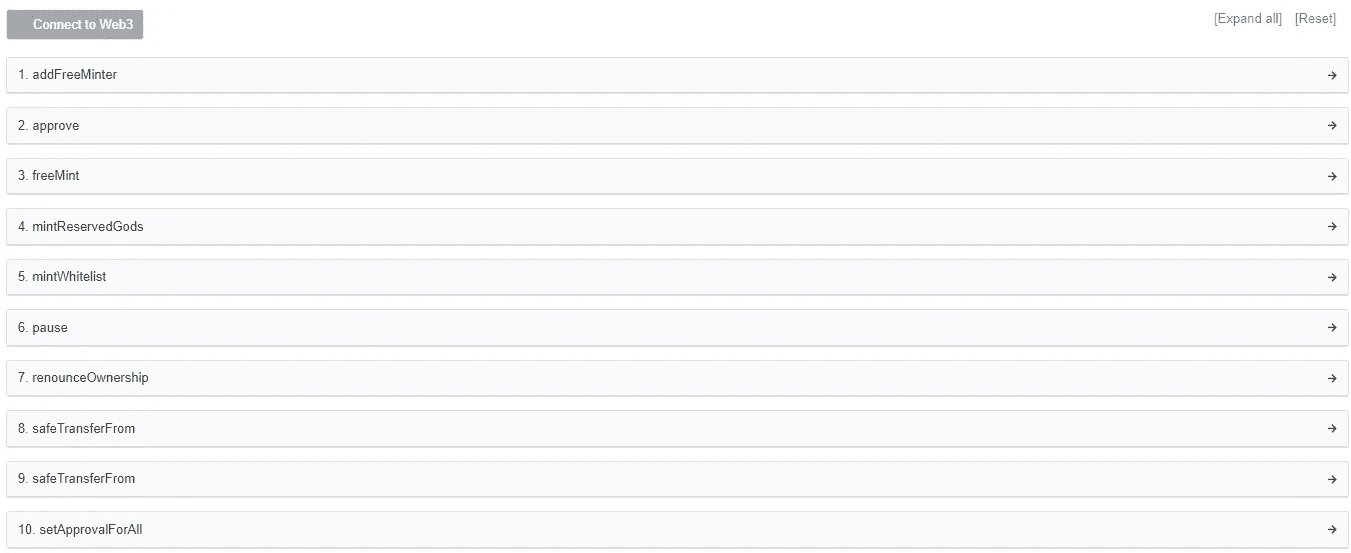 Connect to Web3
[Expand all] [Reset]
1. addFreeMinter
2. approve
3. freeMint
4. mintReservedGods
5. mintWhitelist
6. pause
7. renounceOwnership
8. safeTransferFrom
9. safeTransferFrom
10. setApprovalForAll